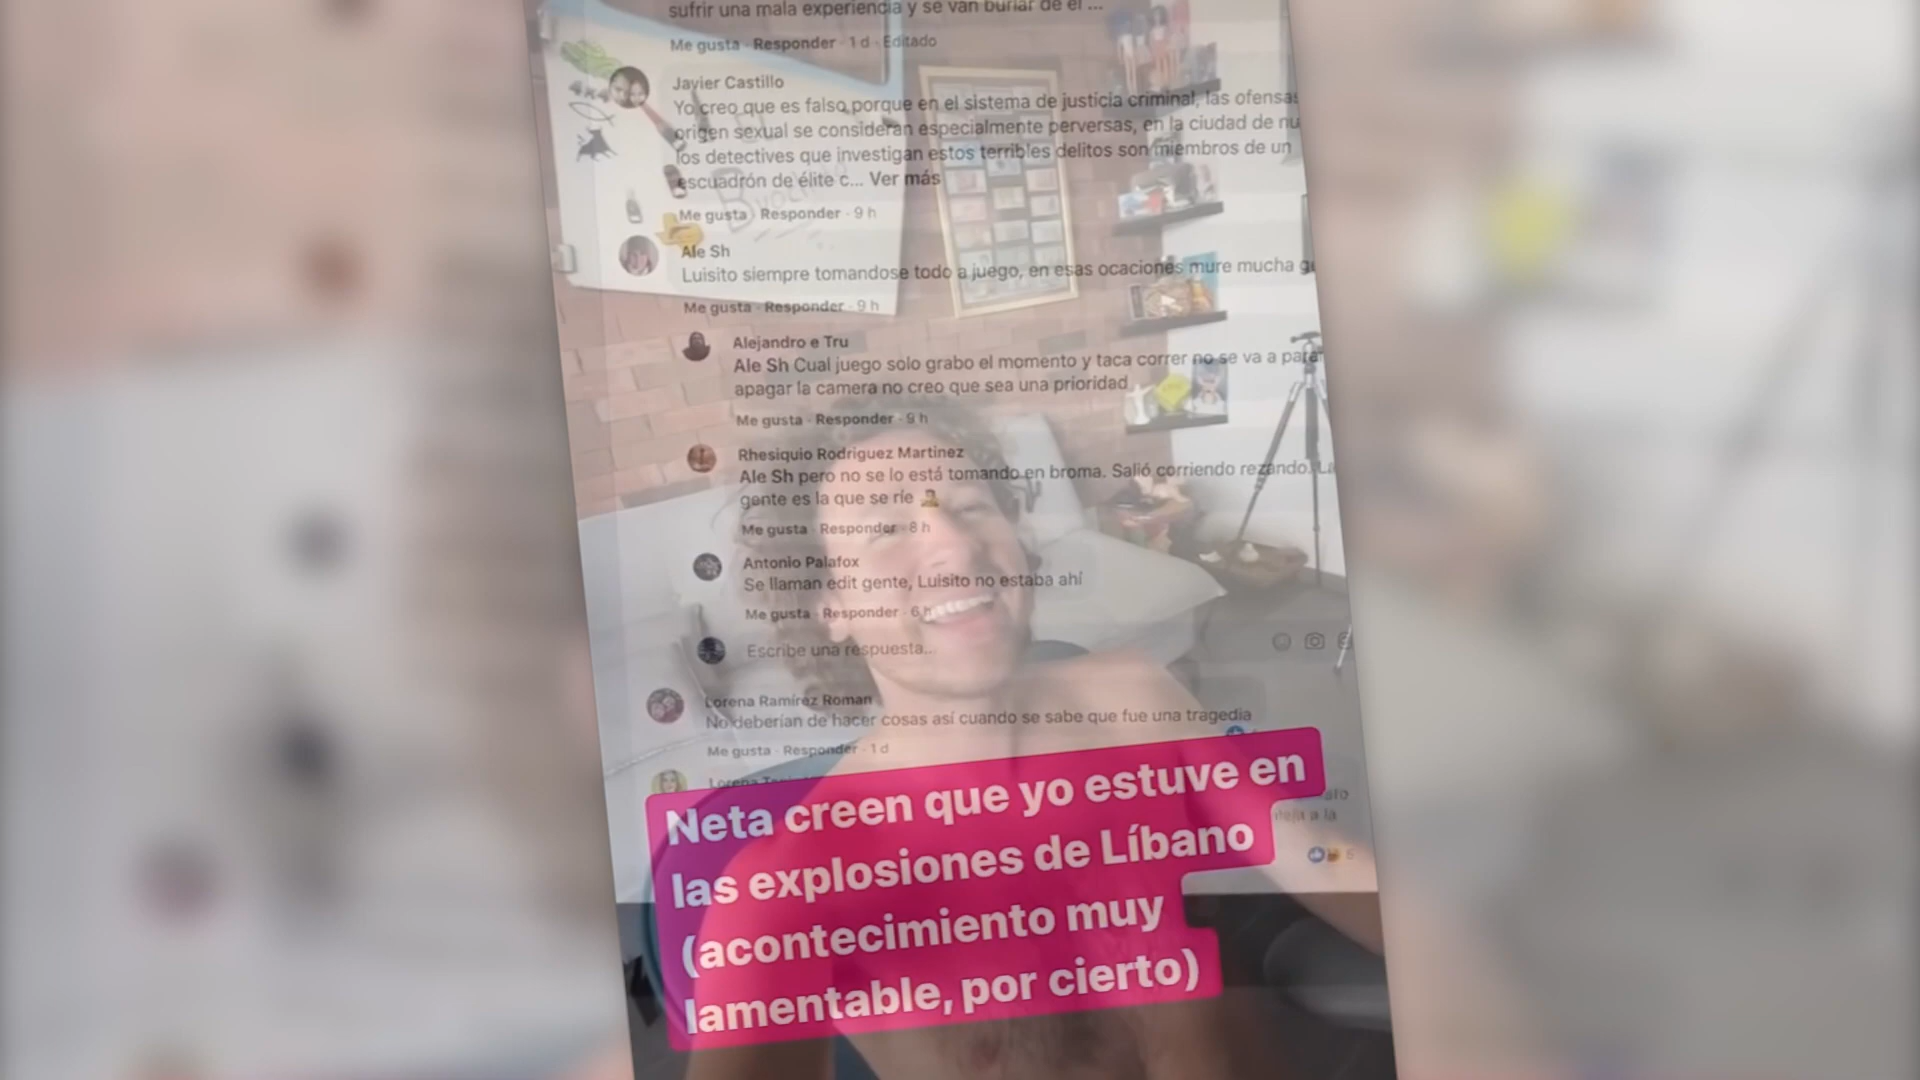 sufrir una mala experiencia y se van burlar de el ...
Me gusta · Responder · 1 d · Editado
4x4
Javier Castillo
Yo creo que es falso porque en el sistema de justicia criminal, las ofensas
origen sexual se consideran especialmente perversas, en la ciudad de nu
los detectives que investigan estos terribles delitos son miembros de un
escuadrón de élite c... Ver más
Me gusta · Responder · 9 h
Ale Sh
Luisito siempre tomandose todo a juego, en esas ocaciones mure mucha
Me gusta · Responder · 9 h
Alejandro e Tru
Ale Sh Cual juego solo grabo el momento y taca correr no se va a parar
apagar la camera no creo que sea una prioridad
Me gusta · Responder · 9 h
Rhesiquio Rodriguez Martinez
Ale Sh pero no se lo está tomando en broma. Salió corriendo rezando. La
gente es la que se ríe
Me gusta · Responder · 8 h
Antonio Palafox
Se llaman edit gente, Luisito no estaba ahí
Me gusta · Responder · 6 h
Escribe una respuesta...
Lorena Ramírez Roman
No deberían de hacer cosas así cuando se sabe que fue una tragedia
Me gusta · Responder · 1 d
Lorena
a la
5
Neta creen que yo estuve en
las explosiones de Líbano
(acontecimiento muy
lamentable, por cierto)